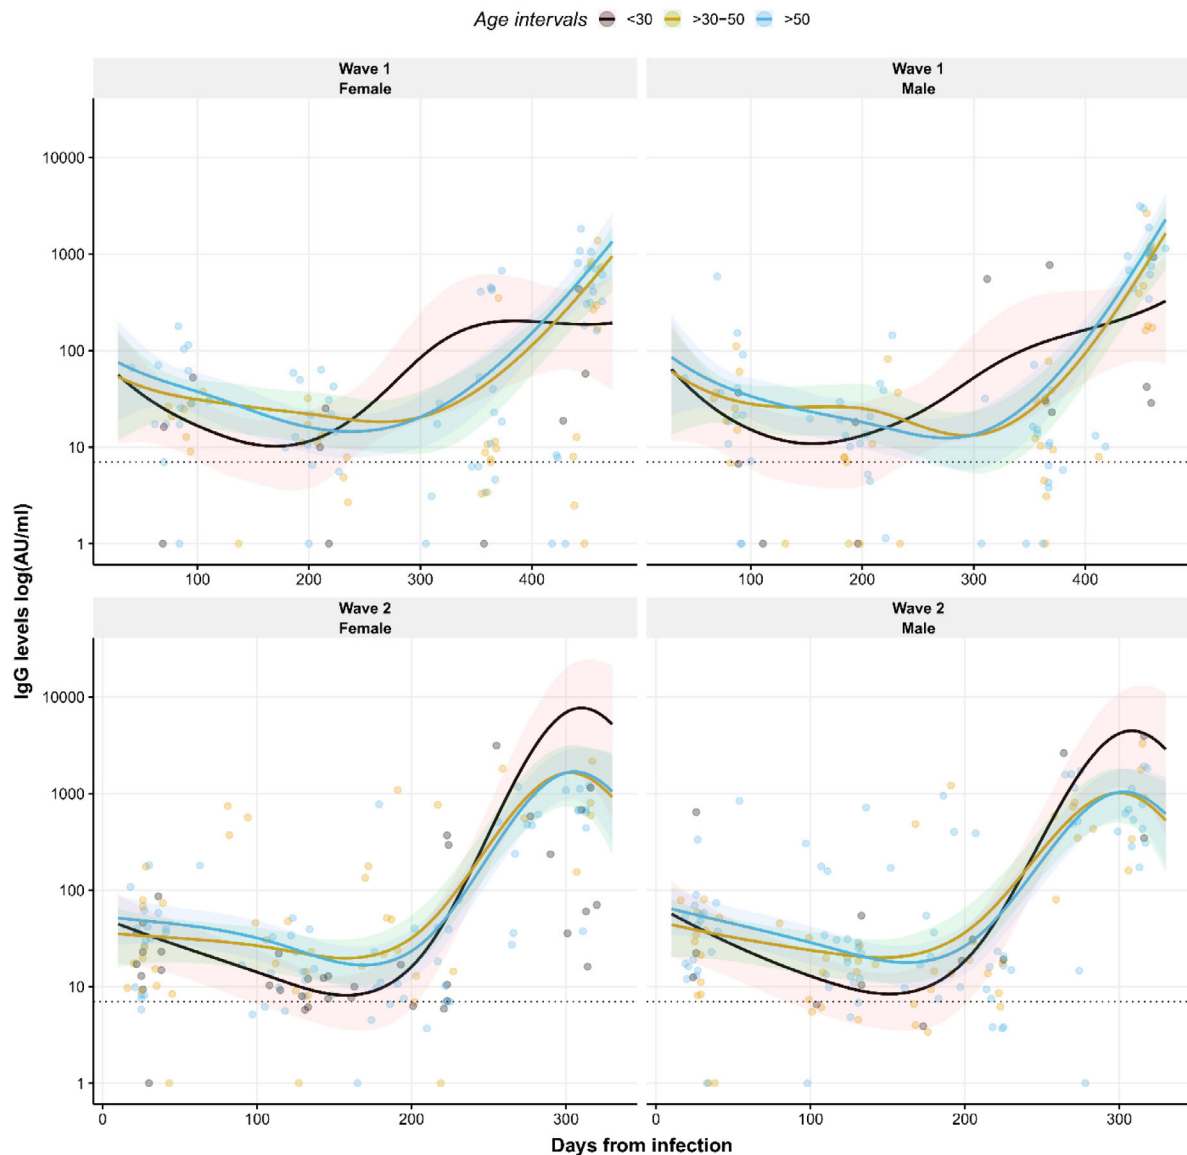 Age intervals <30 >30−50 >50
Wave 1
Female
Wave 1
Male
10000
1000
100
10
1
100 200 300 400
100 200 300 400
Wave 2
Female
Wave 2
Male
10000
1000
100
10
1
0 100 200 300
0 100 200 300
IgG levels log(AU/ml)
Days from infection